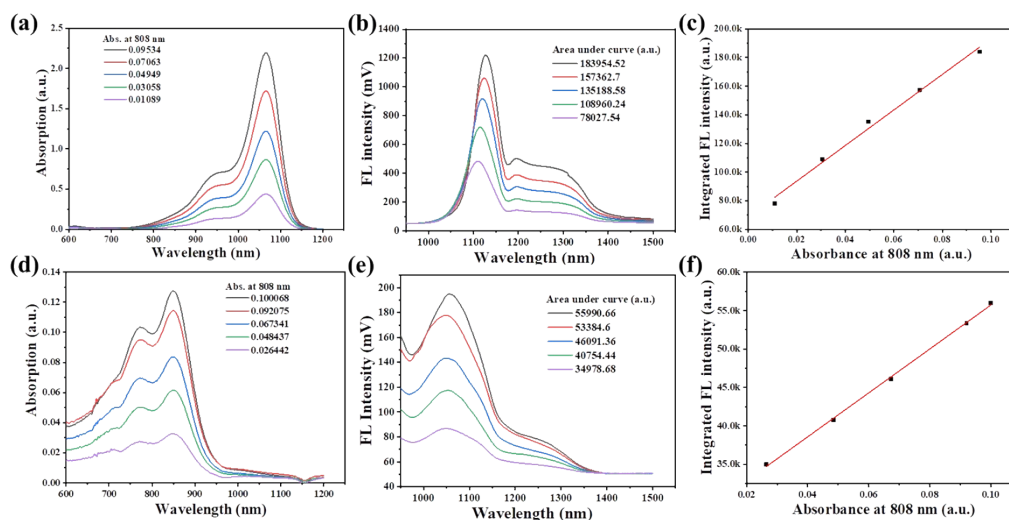 (a)
Abs. at 808 nm
0.09534
0.07063
0.04949
0.03058
0.01089
Absorption (a.u.)
2.5
2.0
1.5
1.0
0.5
0.0
600 700 800 900 1000 1100 1200
Wavelength (nm)
(b)
Area under curve (a.u.)
183954.52
157362.7
135188.58
108960.24
78027.54
FL intensity (mV)
1400
1200
1000
800
600
400
200
0
1000 1100 1200 1300 1400 1500
Wavelength (nm)
(c)
Integrated FL intensity (a.u.)
200.0k
180.0k
160.0k
140.0k
120.0k
100.0k
80.0k
60.0k
0.00 0.02 0.04 0.06 0.08 0.10
Absorbance at 808 nm (a.u.)
(d)
Abs. at 808 nm
0.100068
0.092075
0.067341
0.048437
0.026442
Absorption (a.u.)
0.14
0.12
0.10
0.08
0.06
0.04
0.02
0.00
600 700 800 900 1000 1100 1200
Wavelength (nm)
(e)
Area under curve (a.u.)
55990.66
53384.6
46091.36
40754.44
34978.68
FL Intensity (mV)
200
180
160
140
120
100
80
60
40
1000 1100 1200 1300 1400 1500
Wavelength (nm)
(f)
Integrated FL intensity (a.u.)
60.0k
55.0k
50.0k
45.0k
40.0k
35.0k
0.02 0.04 0.06 0.08 0.10
Absorbance at 808 nm (a.u.)